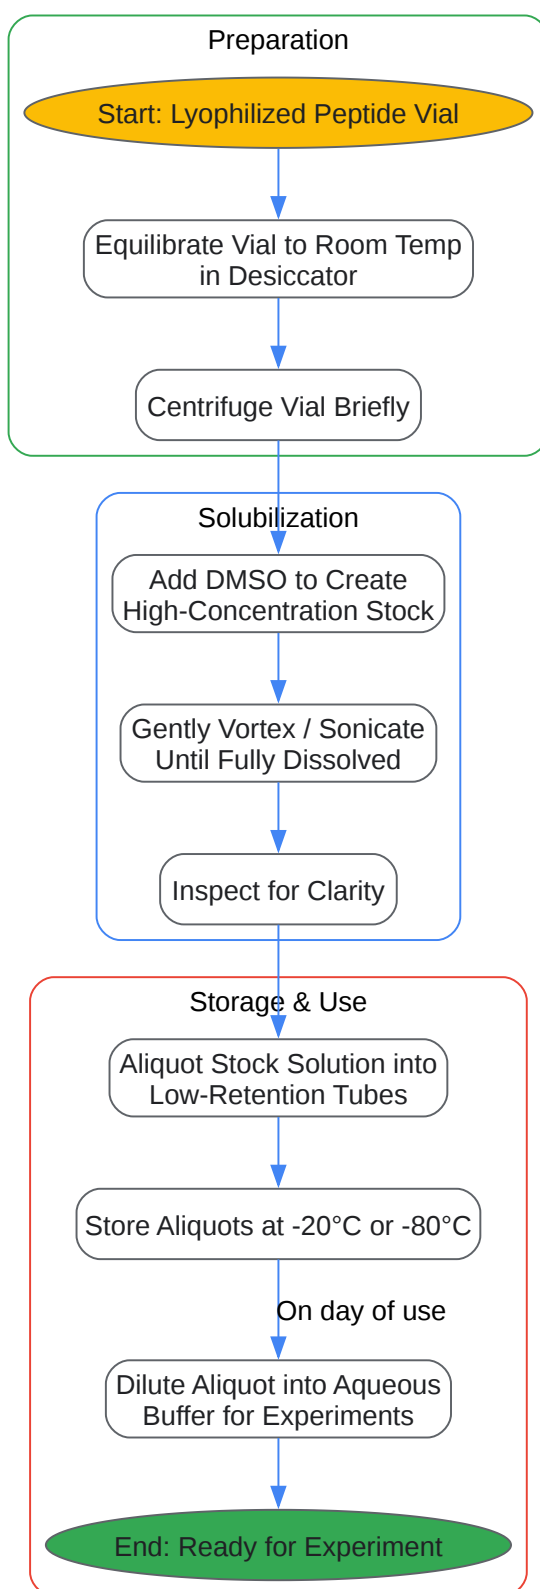 Preparation
Start: Lyophilized Peptide Vial
Equilibrate Vial to Room Temp
in Desiccator
Centrifuge Vial Briefly
Solubilization
Add DMSO to Create
High-Concentration Stock
Gently Vortex / Sonicate
Until Fully Dissolved
Inspect for Clarity
Storage & Use
Aliquot Stock Solution into
Low-Retention Tubes
Store Aliquots at -20°C or -80°C
On day of use
Dilute Aliquot into Aqueous
Buffer for Experiments
End: Ready for Experiment